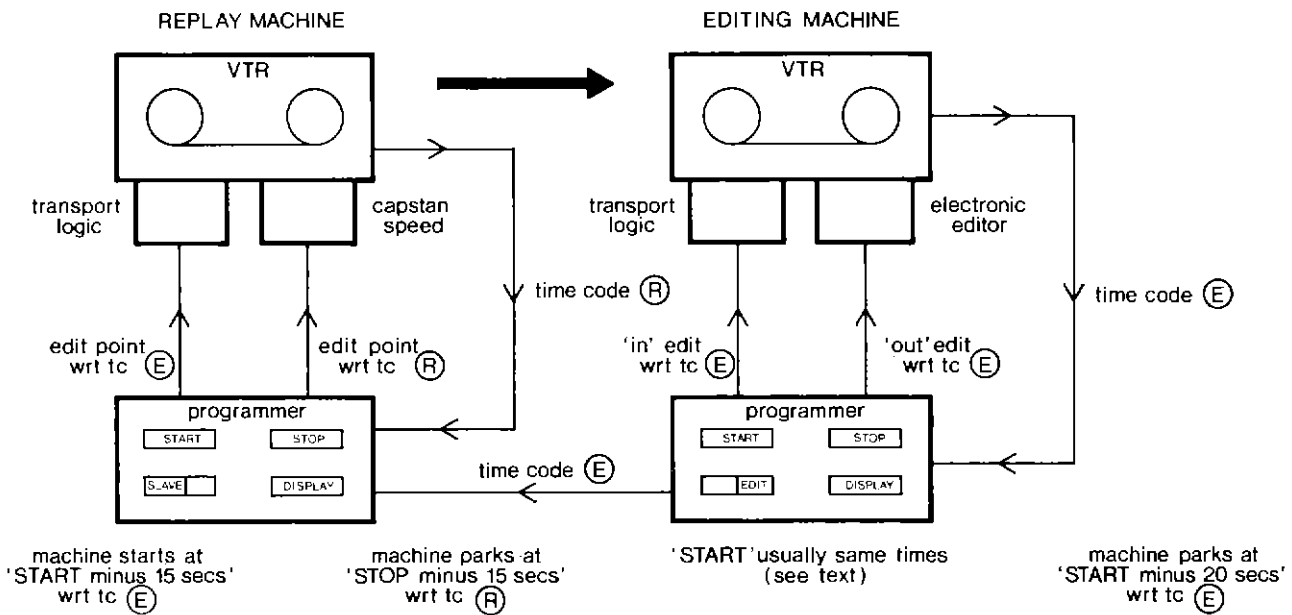 REPLAY MACHINE
EDITING MACHINE
VTR
VTR
transport
logic
capstan
speed
transport
logic
electronic
editor
time code Ⓡ
time code Ⓔ
edit point
wrt tc Ⓔ
edit point
wrt tc Ⓡ
'in' edit
wrt tc Ⓔ
'out' edit
wrt tc Ⓔ
programmer
START
STOP
SLAVE
DISPLAY
time code Ⓔ
programmer
START
STOP
EDIT
DISPLAY
machine starts at
'START minus 15 secs'
wrt tc Ⓔ
machine parks at
'STOP minus 15 secs'
wrt tc Ⓡ
'START' usually same times
(see text)
machine parks at
'START minus 20 secs'
wrt tc Ⓔ